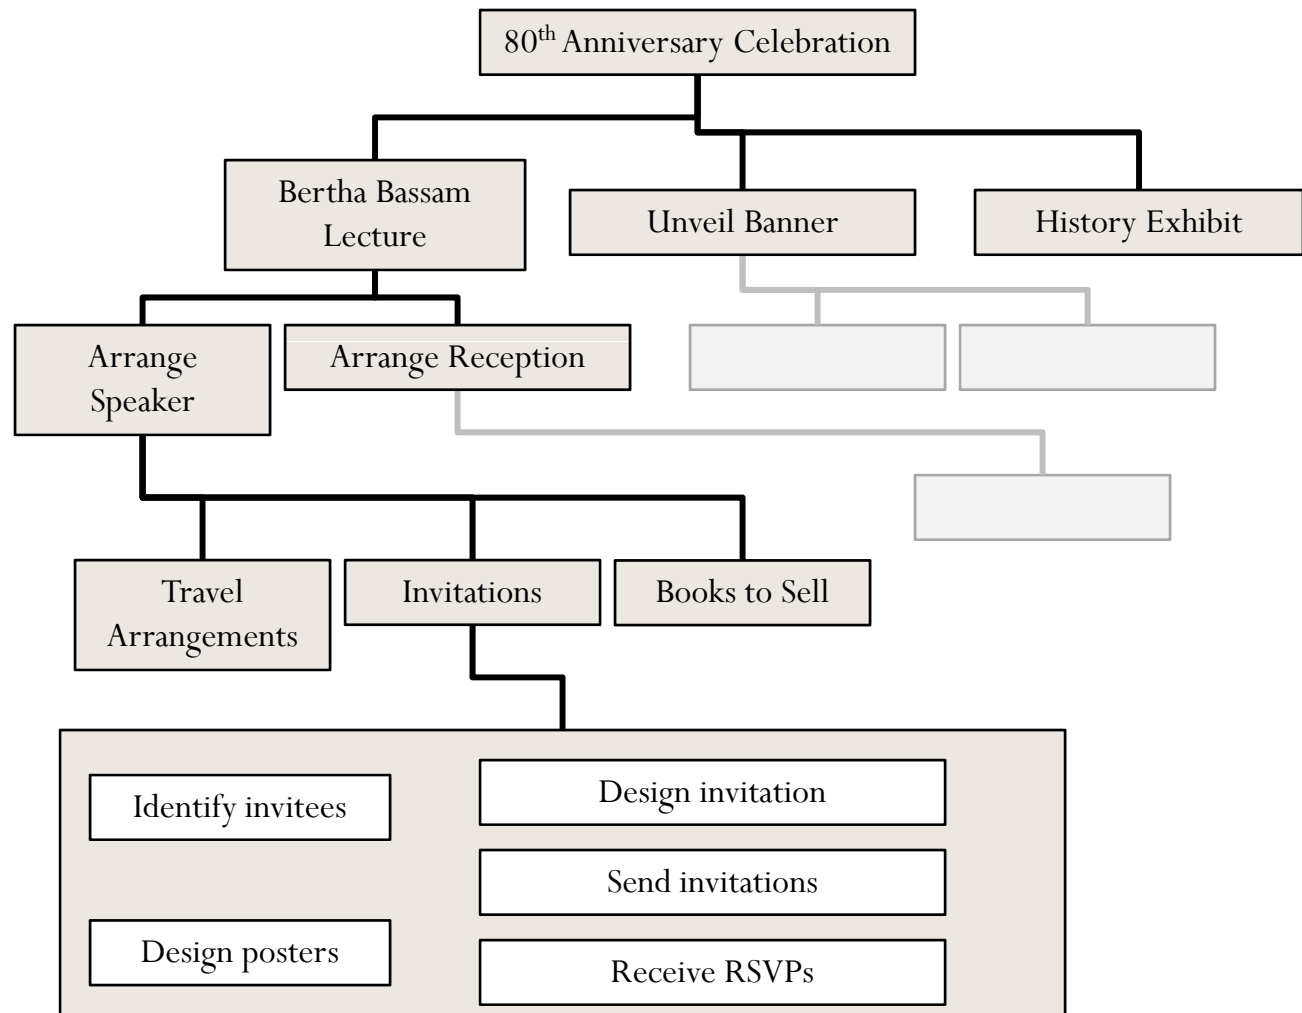 80th Anniversary Celebration
Bertha Bassam
Lecture
Unveil Banner
History Exhibit
Arrange
Speaker
Arrange Reception
Travel
Arrangements
Invitations
Books to Sell
Identify invitees
Design invitation
Send invitations
Design posters
Receive RSVPs